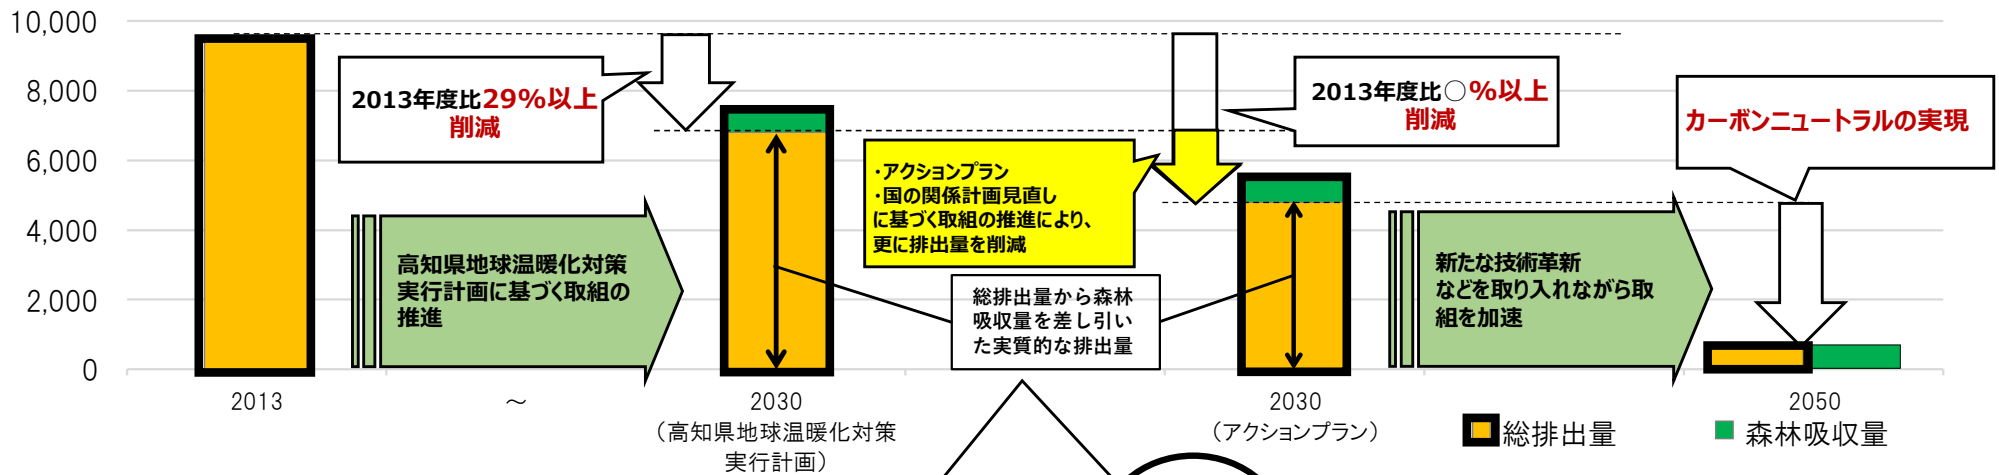 10,000
8,000
6,000
4,000
2,000
0
2013年度比29%以上
削減
2013年度比○%以上
削減
カーボンニュートラルの実現
・アクションプラン
・国の関係計画見直し
に基づく取組の推進により、
更に排出量を削減
高知県地球温暖化対策
実行計画に基づく取組の
推進
総排出量から森林
吸収量を差し引い
た実質的な排出量
新たな技術革新
などを取り入れながら取
組を加速
2013
～
2030
（高知県地球温暖化対策
実行計画）
2030
（アクションプラン）
2050
総排出量
森林吸収量